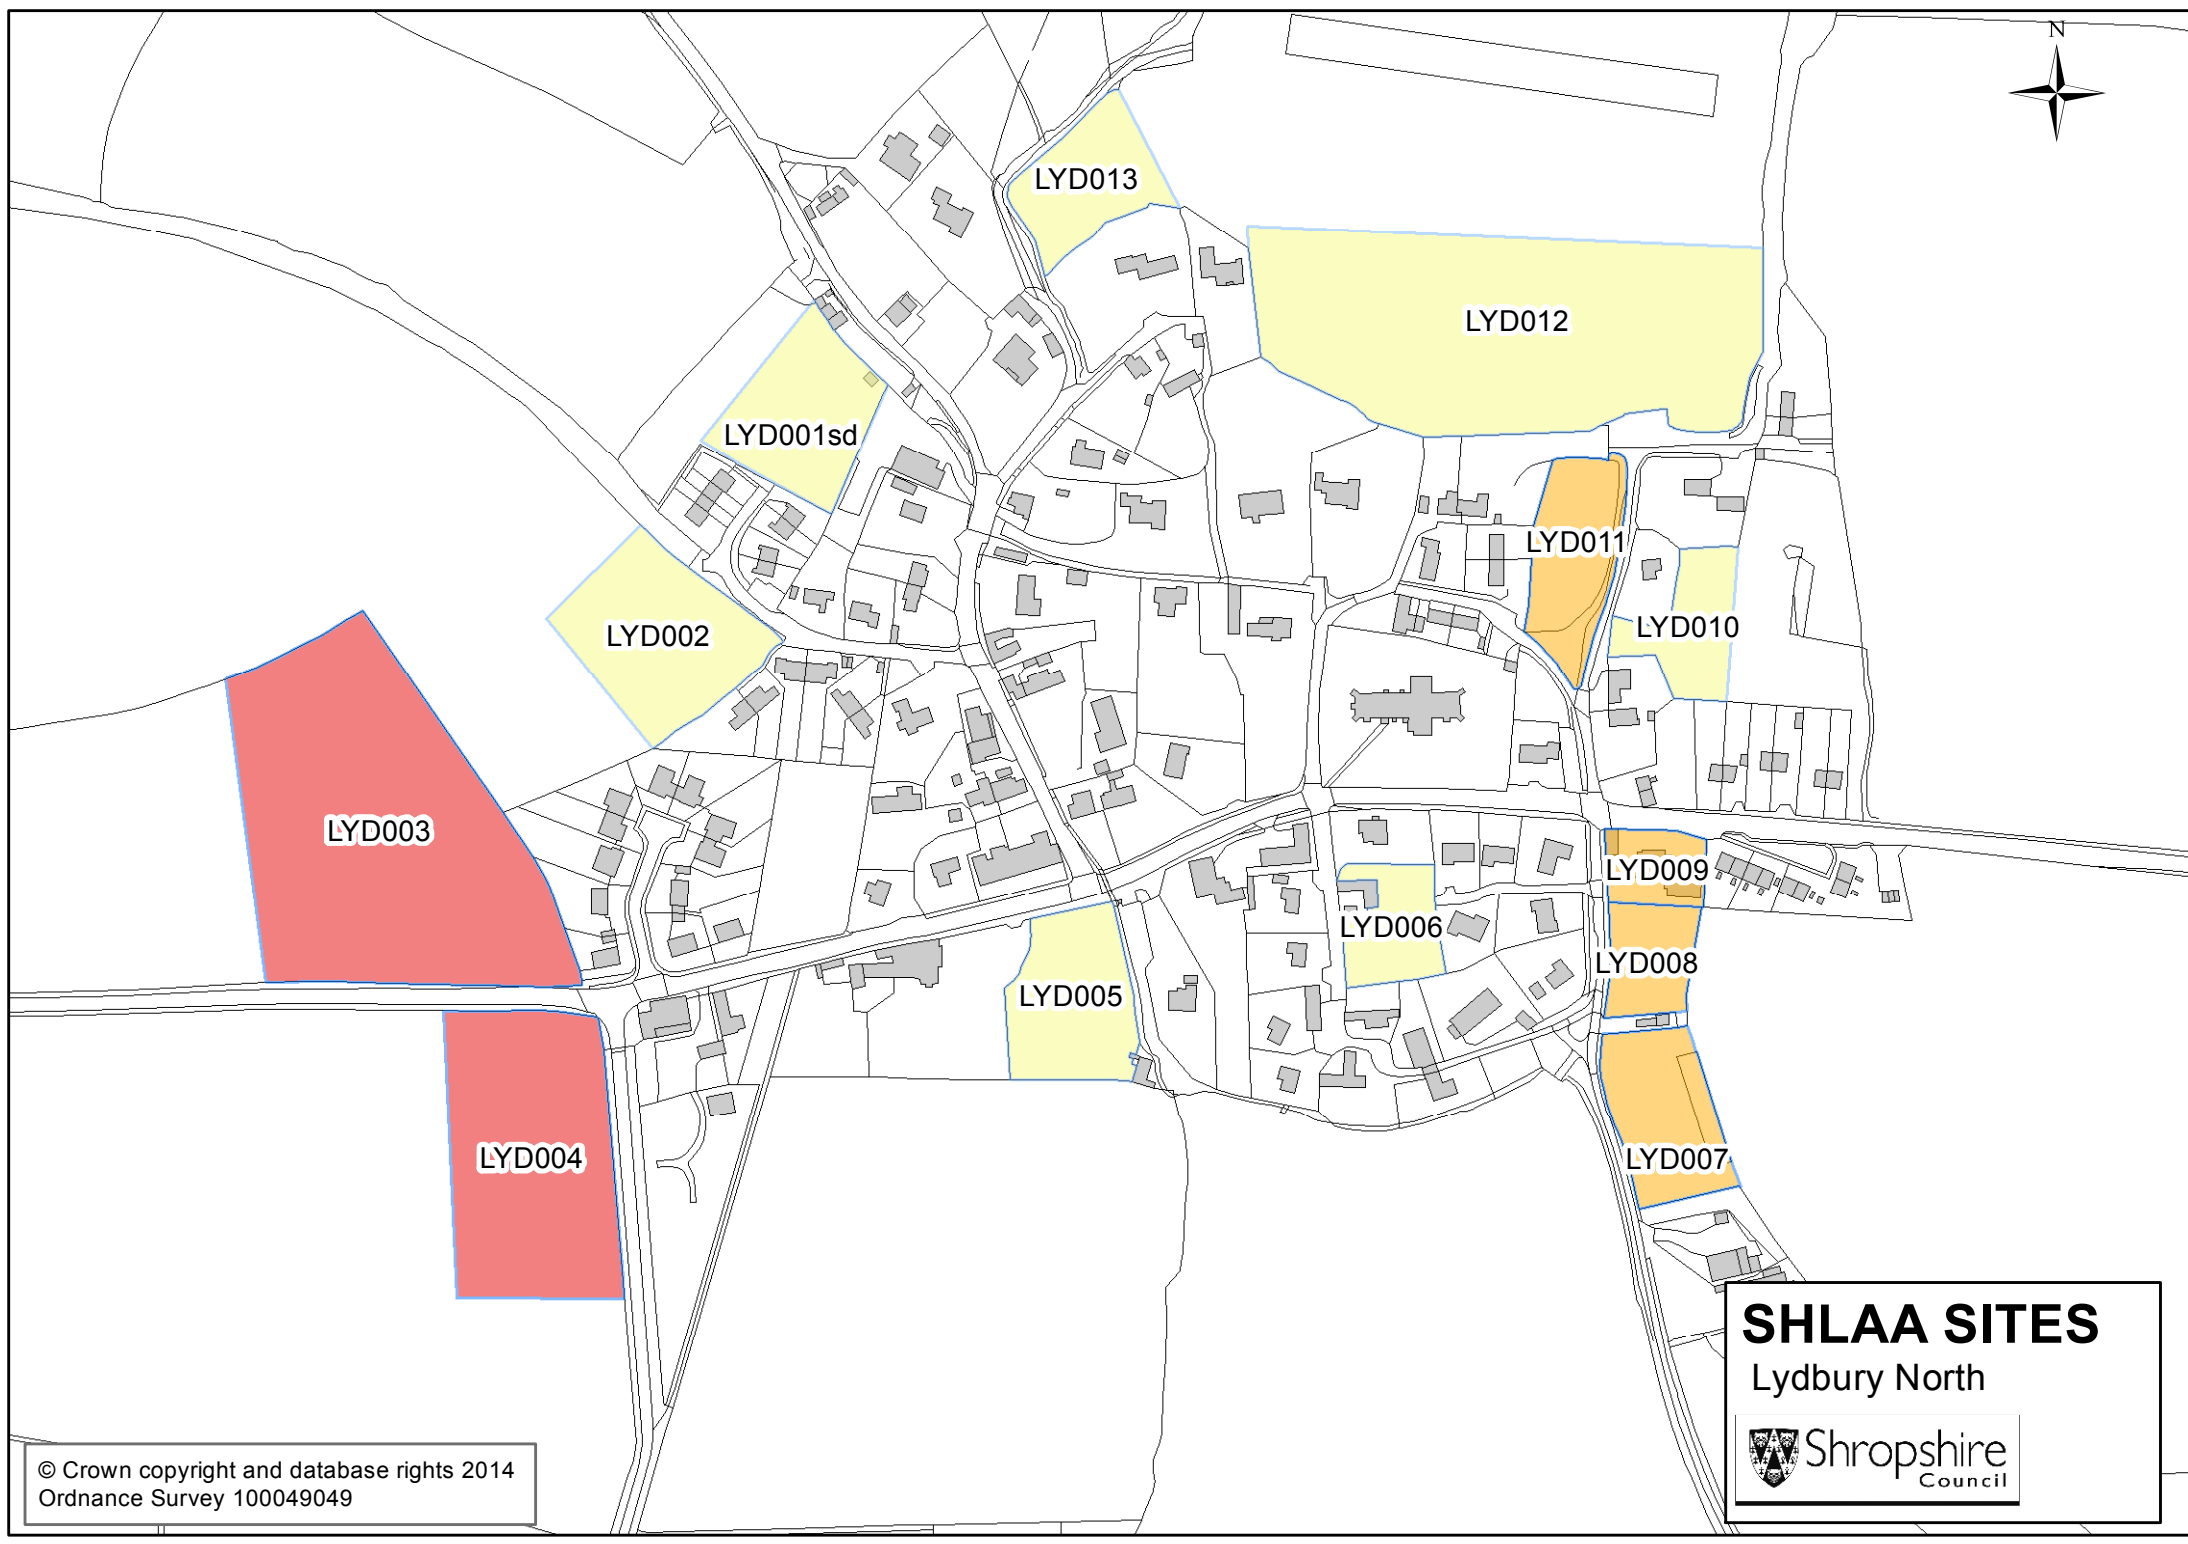 N
LYD013
LYD012
LYD001sd
LYD011
LYD002
LYD010
LYD003
LYD009
LYD006
LYD008
LYD005
LYD004
LYD007
SHLAA SITES
Lydbury North
Shropshire
Council
© Crown copyright and database rights 2014
Ordnance Survey 100049049